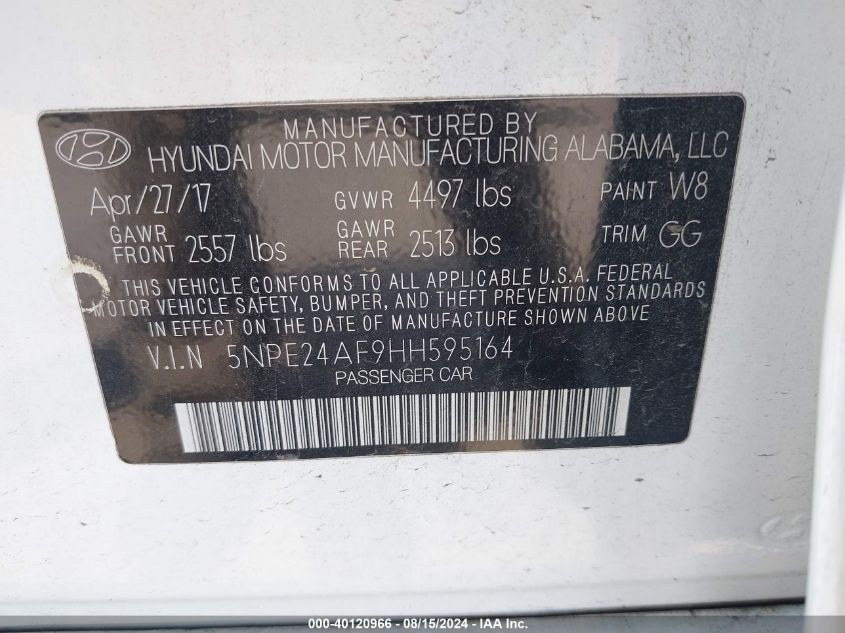 MANUFACTURED BY
HYUNDAI MOTOR MANUFACTURING ALABAMA, LLC
Apr/27/17 GVWR 4497 lbs PAINT W8
GAWR FRONT 2557 lbs GAWR REAR 2513 lbs TRIM GG
THIS VEHICLE CONFORMS TO ALL APPLICABLE U.S.A. FEDERAL
MOTOR VEHICLE SAFETY, BUMPER, AND THEFT PREVENTION STANDARDS
IN EFFECT ON THE DATE OF MANUFACTURE SHOWN ABOVE
V.I.N 5NPE24AF9HH595164
PASSENGER CAR
000-40120966 - 08/15/2024 - IAA Inc.